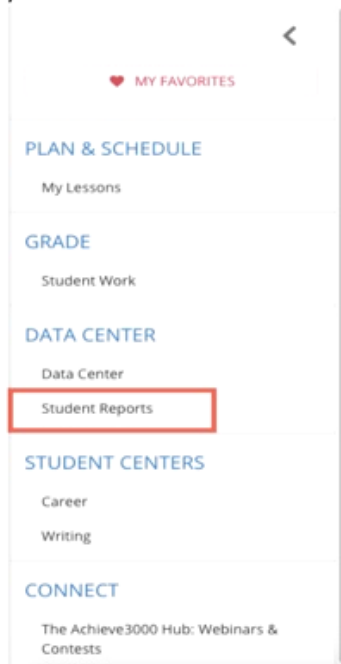 MY FAVORITES
PLAN & SCHEDULE
My Lessons
GRADE
Student Work
DATA CENTER
Data Center
Student Reports
STUDENT CENTERS
Career
Writing
CONNECT
The Achieve3000 Hub: Webinars &
Contests